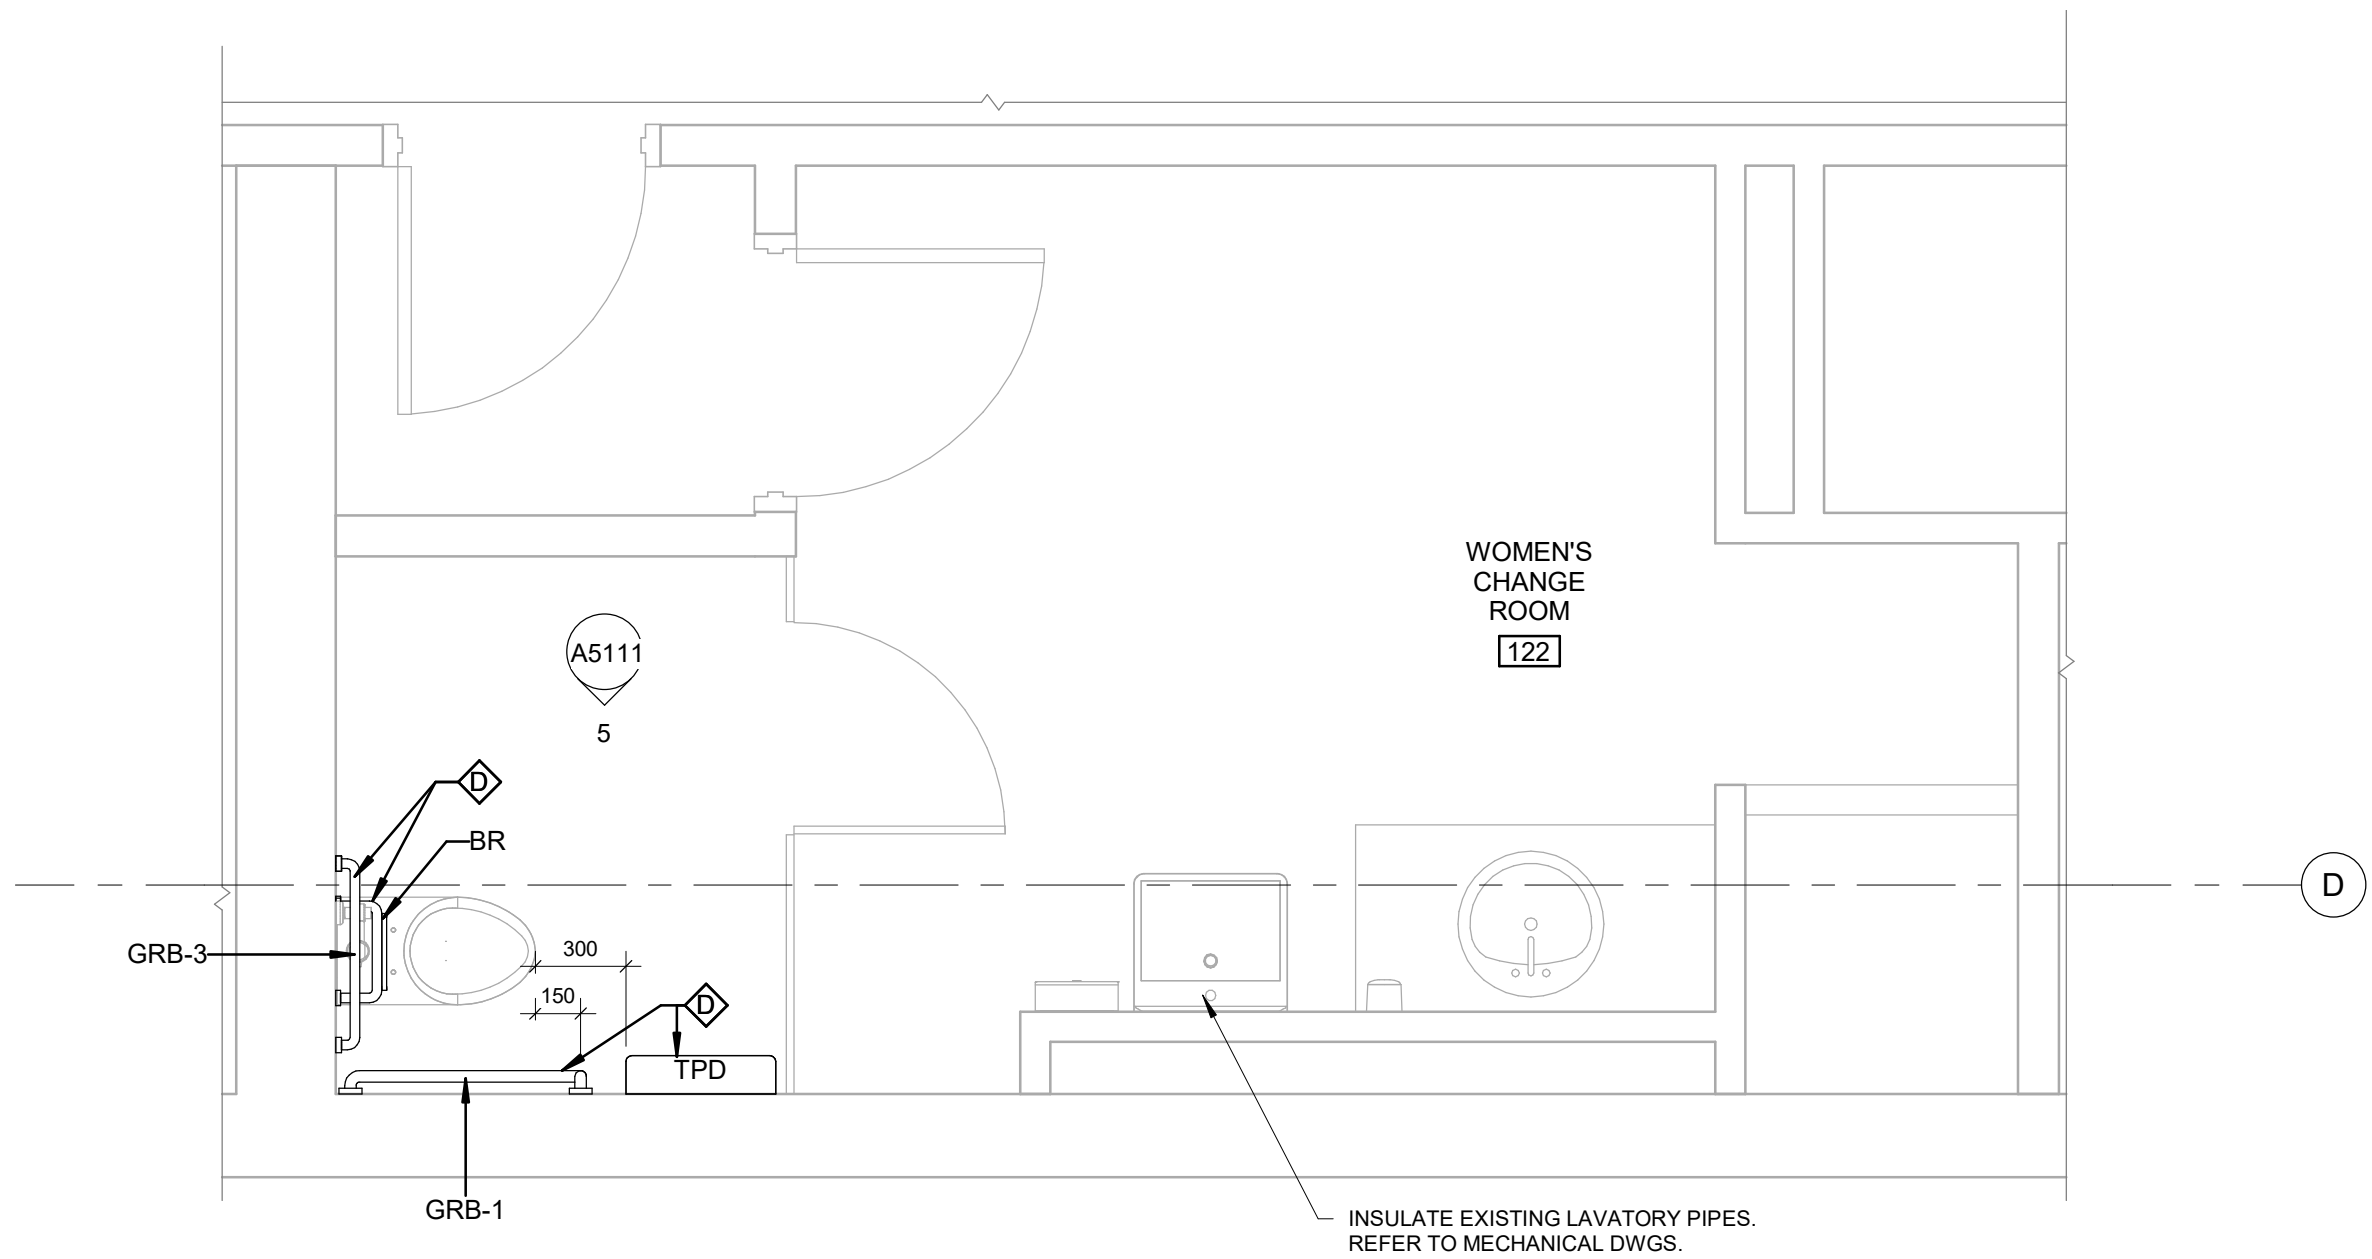 WOMEN'S
CHANGE
ROOM
122
A5111
5
D
BR
D
GRB-3
300
150
D
TPD
GRB-1
INSULATE EXISTING LAVATORY PIPES.
REFER TO MECHANICAL DWGS.